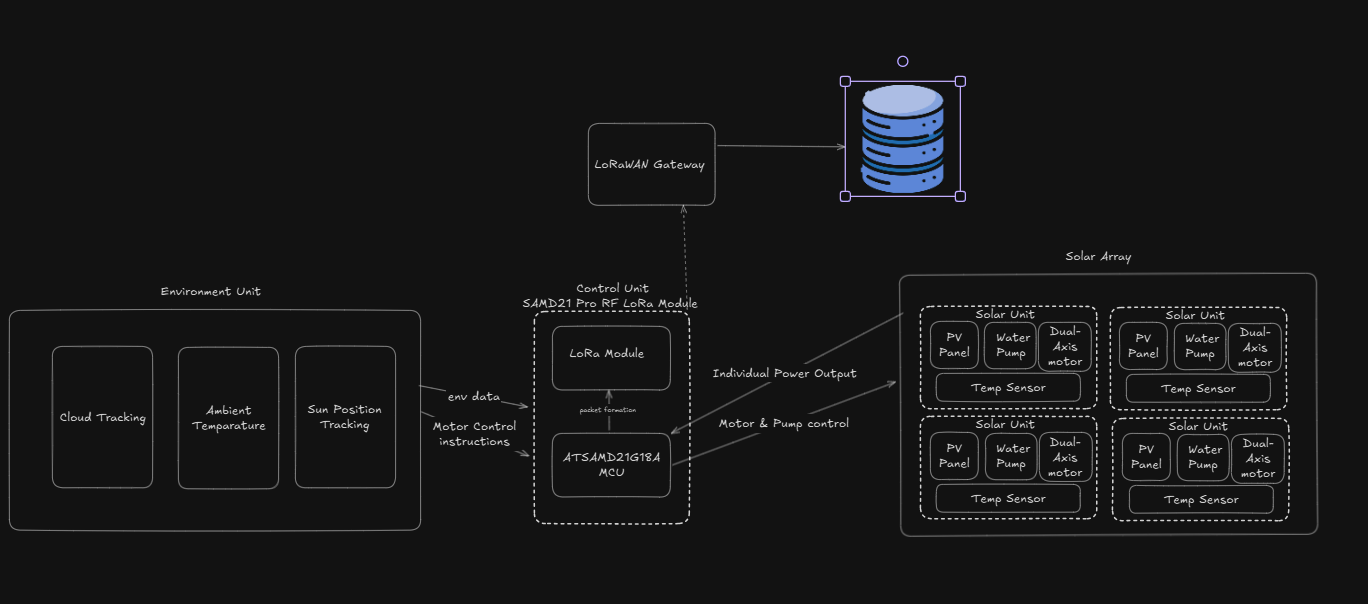 LoRaWAN Gateway
Environment Unit
Cloud Tracking
Ambient
Temparature
Sun Position
Tracking
env data
Motor Control
instructions
Control Unit
SAMD21 Pro RF LoRa Module
LoRa Module
packet formation
ATSAMD21G18A
MCU
Individual Power Output
Motor & Pump control
Solar Array
Solar Unit
PV
Panel
Water
Pump
Dual-
Axis
motor
Temp Sensor
Solar Unit
PV
Panel
Water
Pump
Dual-
Axis
motor
Temp Sensor
Solar Unit
PV
Panel
Water
Pump
Dual-
Axis
motor
Temp Sensor
Solar Unit
PV
Panel
Water
Pump
Dual-
Axis
motor
Temp Sensor